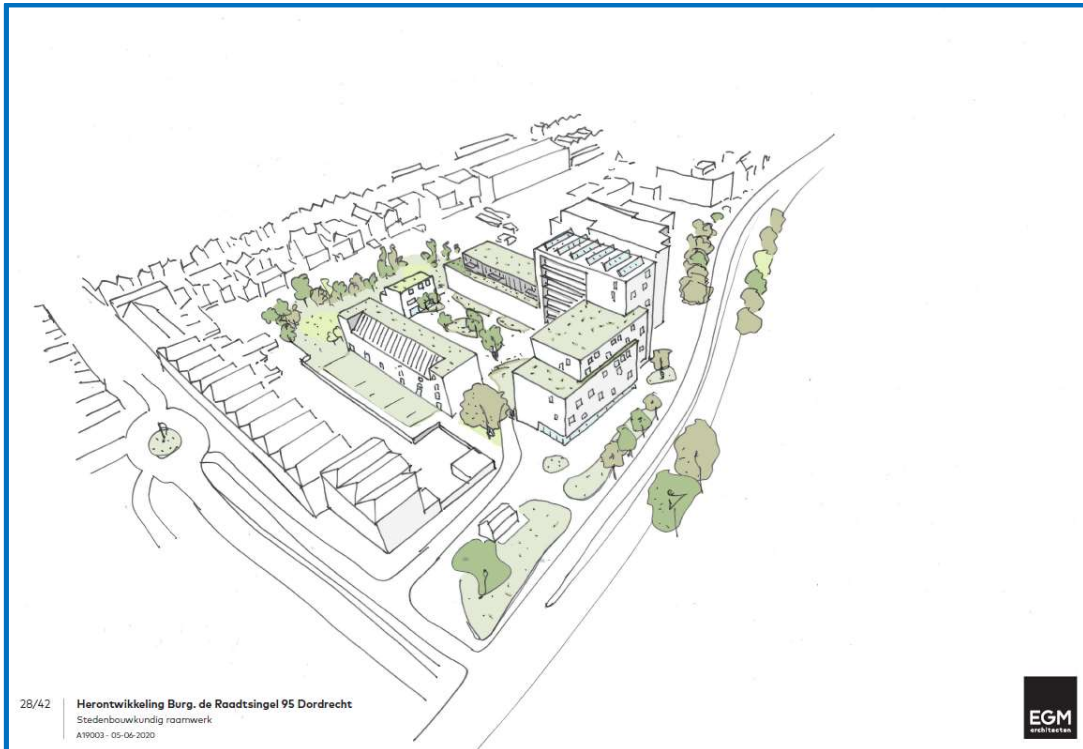 28/42
Herontwikkeling Burg. de Raadtsingel 95 Dordrecht
Stedenbouwkundig raamwerk
A19003 - 05-06-2020
EGM
architecten